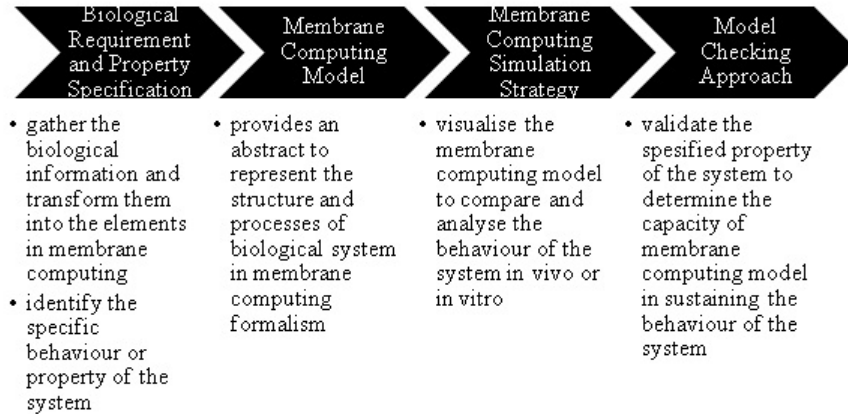 Biological
Requirement
and Property
Specification
Membrane
Computing
Model
Membrane
Computing
Simulation
Strategy
Model
Checking
Approach
• gather the
biological
information and
transform them
into the elements
in membrane
computing
• identify the
specific
behaviour or
property of the
system
• provides an
abstract to
represent the
structure and
processes of
biological system
in membrane
computing
formalism
• visualise the
membrane
computing model
to compare and
analyse the
behaviour of the
system in vivo or
in vitro
• validate the
spesified property
of the system to
determine the
capacity of
membrane
computing model
in sustaining the
behaviour of the
system